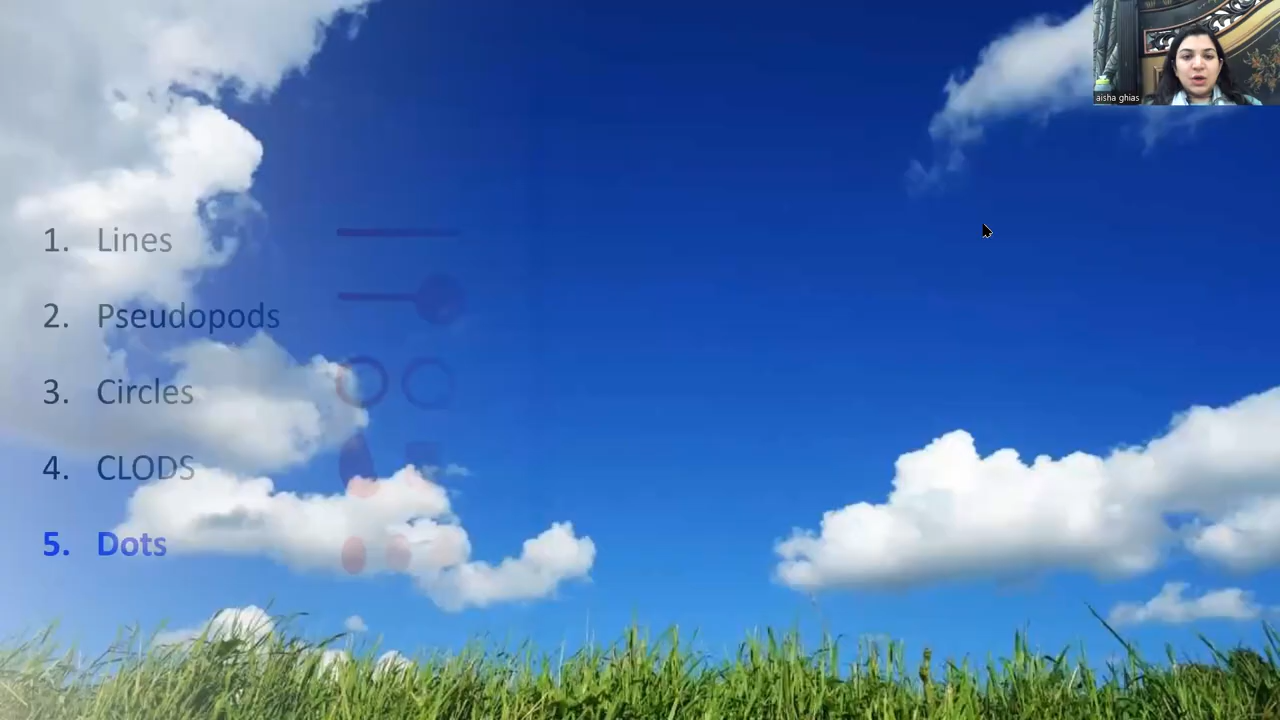 aisha ghias
1. Lines
2. Pseudopods
3. Circles
4. CLODS
5. Dots